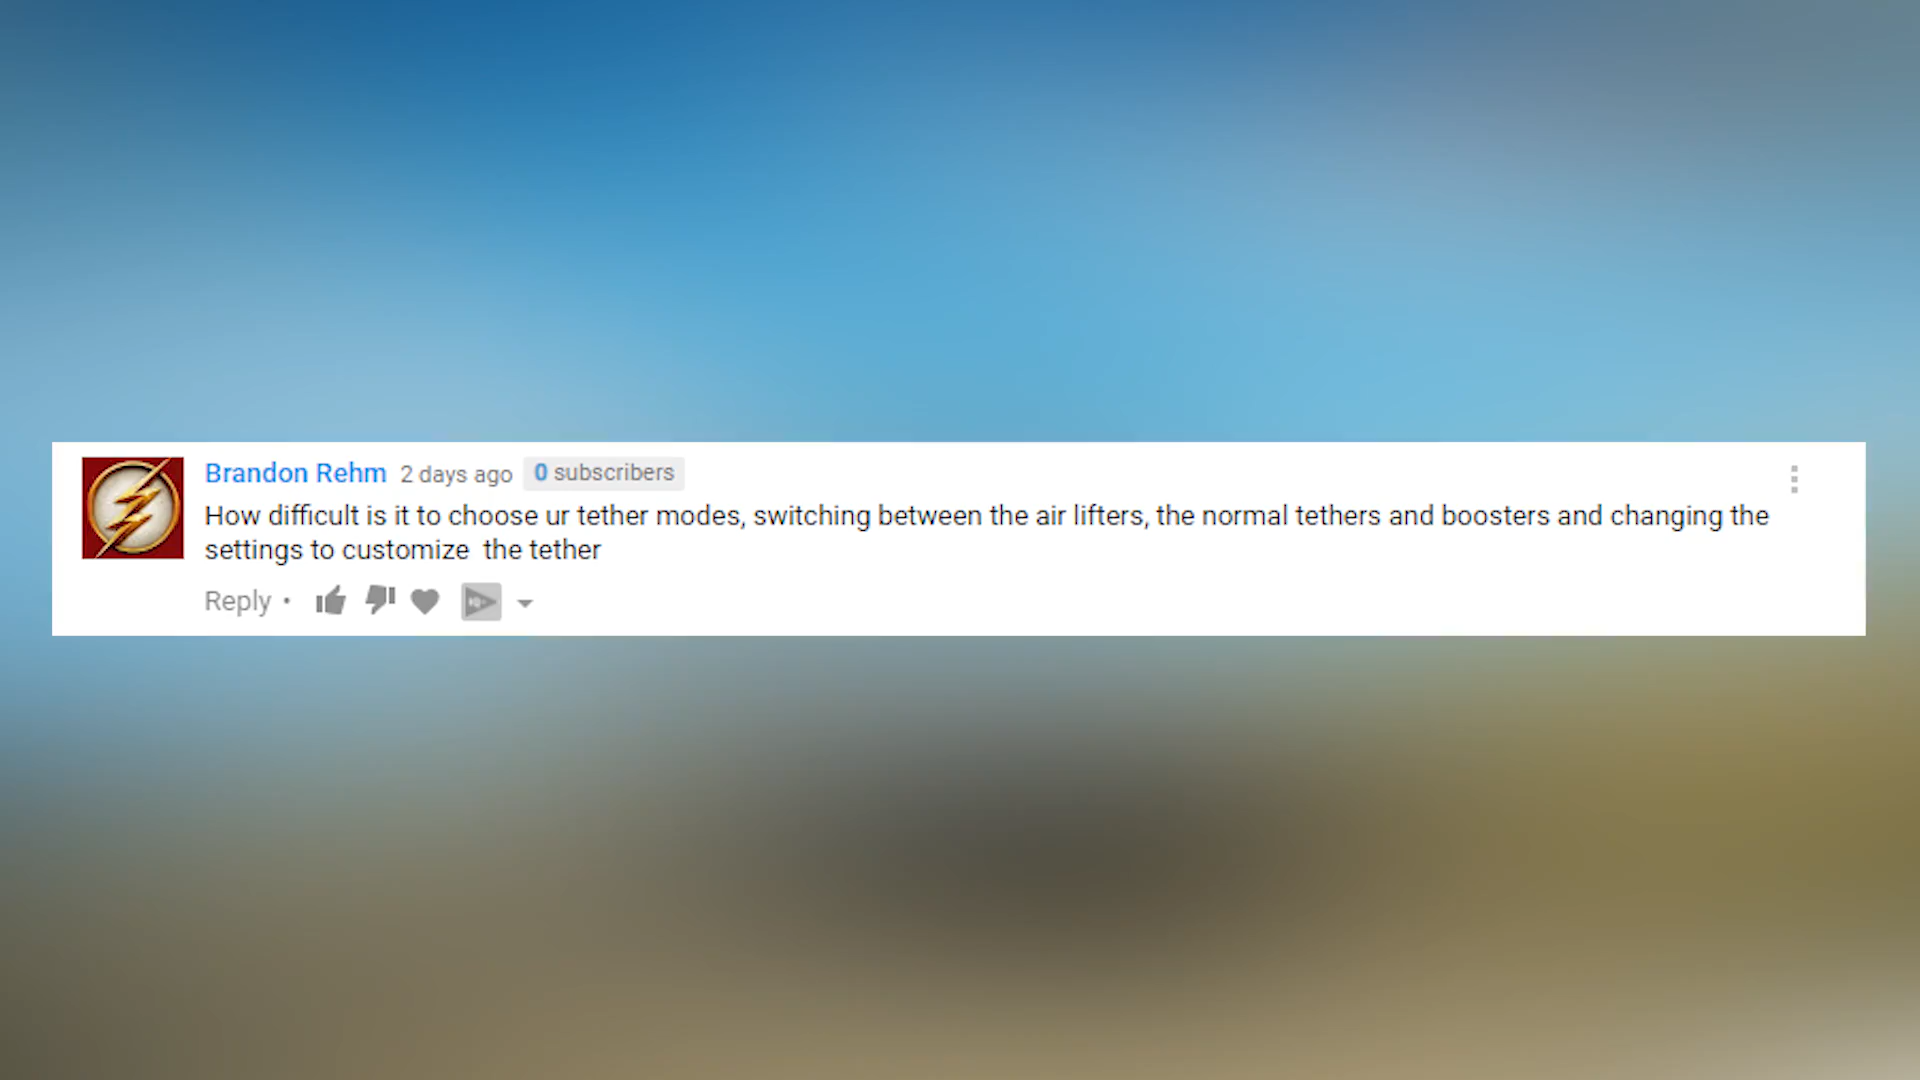 Brandon Rehm 2 days ago 0 subscribers
How difficult is it to choose ur tether modes, switching between the air lifters, the normal tethers and boosters and changing the
settings to customize  the tether
Reply •